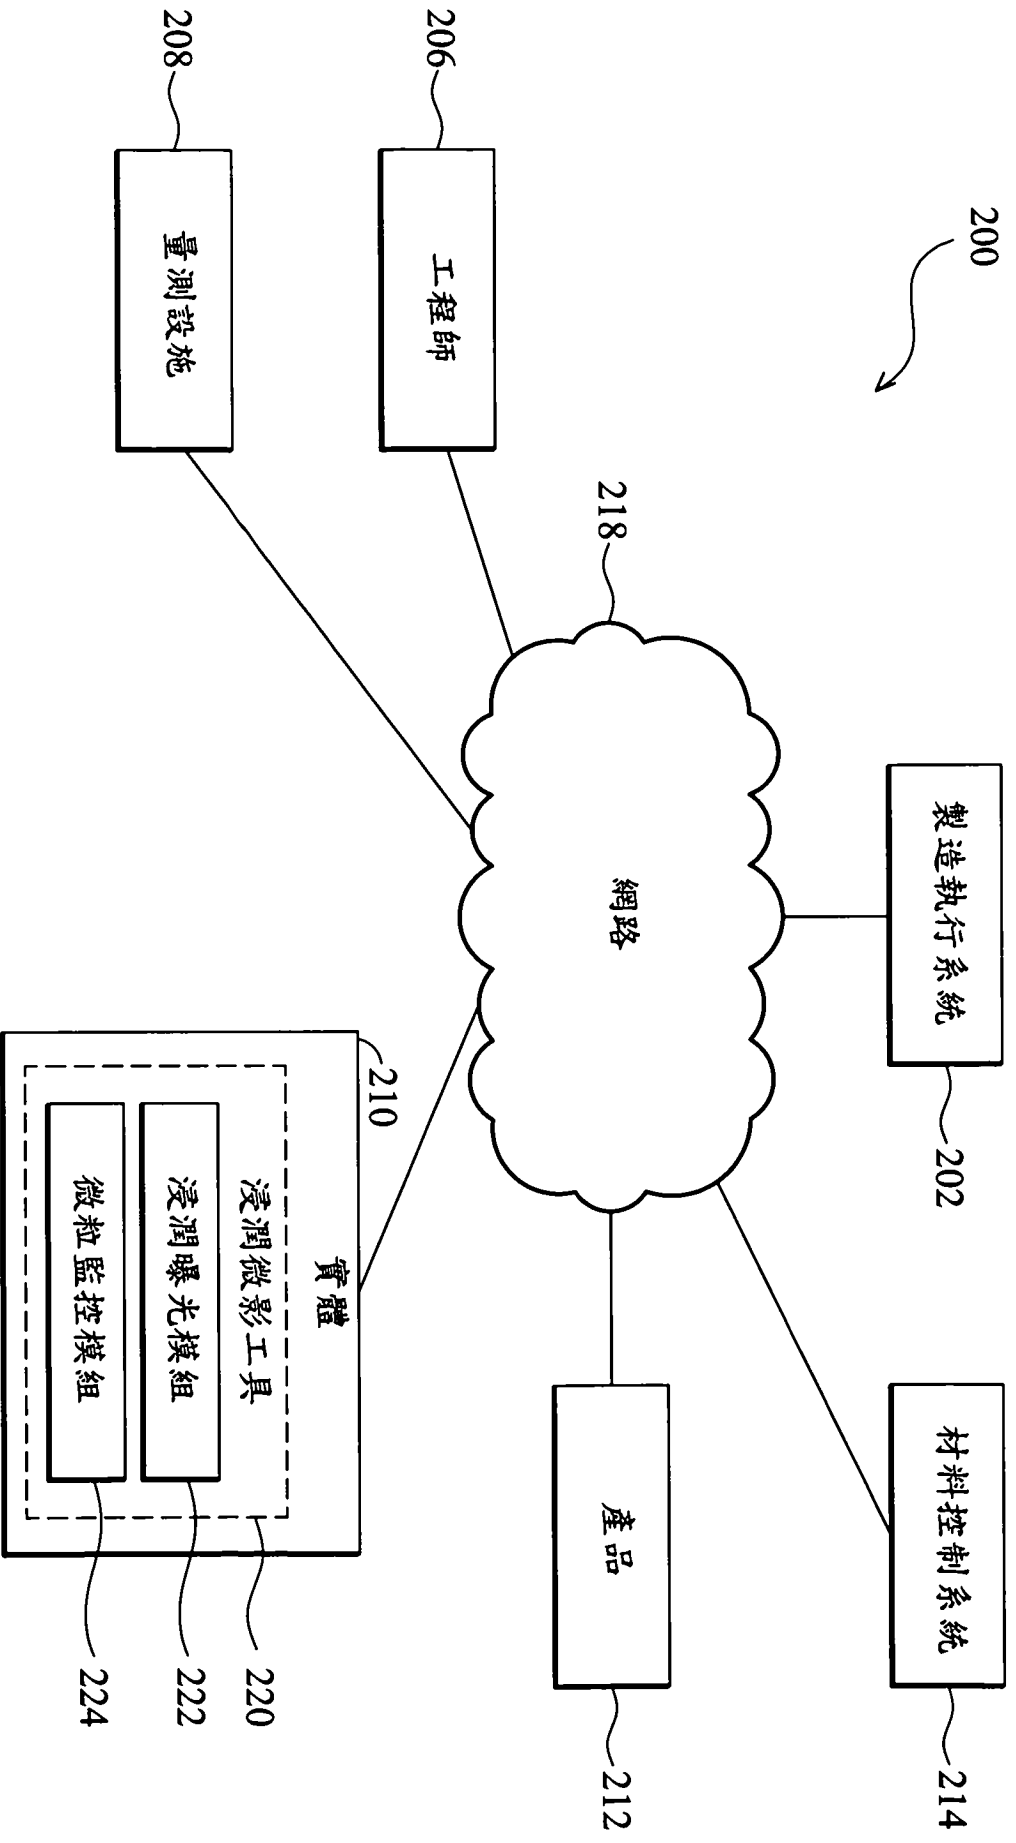 200
製造執行系統
202
材料控制系統
214
218
網路
產品
212
206
工程師
208
量測設施
210
實體
浸潤微影工具
220
浸潤曝光模組
222
微粒監控模組
224